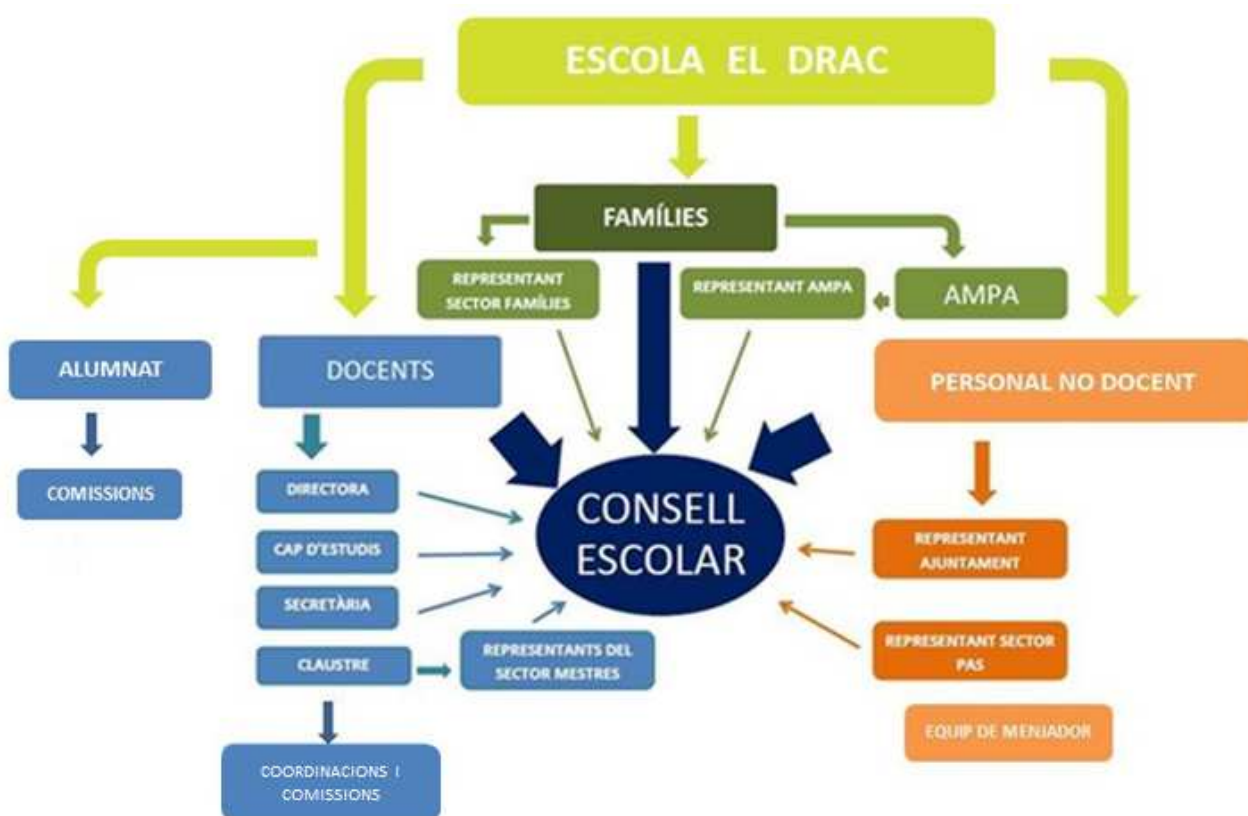 ESCOLA EL DRAC
FAMÍLIES
REPRESENTANT
SECTOR FAMÍLIES
REPRESENTANT AMPA
AMPA
ALUMNAT
DOCENTS
PERSONAL NO DOCENT
COMISSIONS
DIRECTORA
CAP D'ESTUDIS
SECRETÀRIA
CLAUSTRE
REPRESENTANTS DEL
SECTOR MESTRES
COORDINACIONS I
COMISSIONS
CONSELL
ESCOLAR
REPRESENTANT
AJUNTAMENT
REPRESENTANT SECTOR
PAS
EQUIP DE MENJADOR